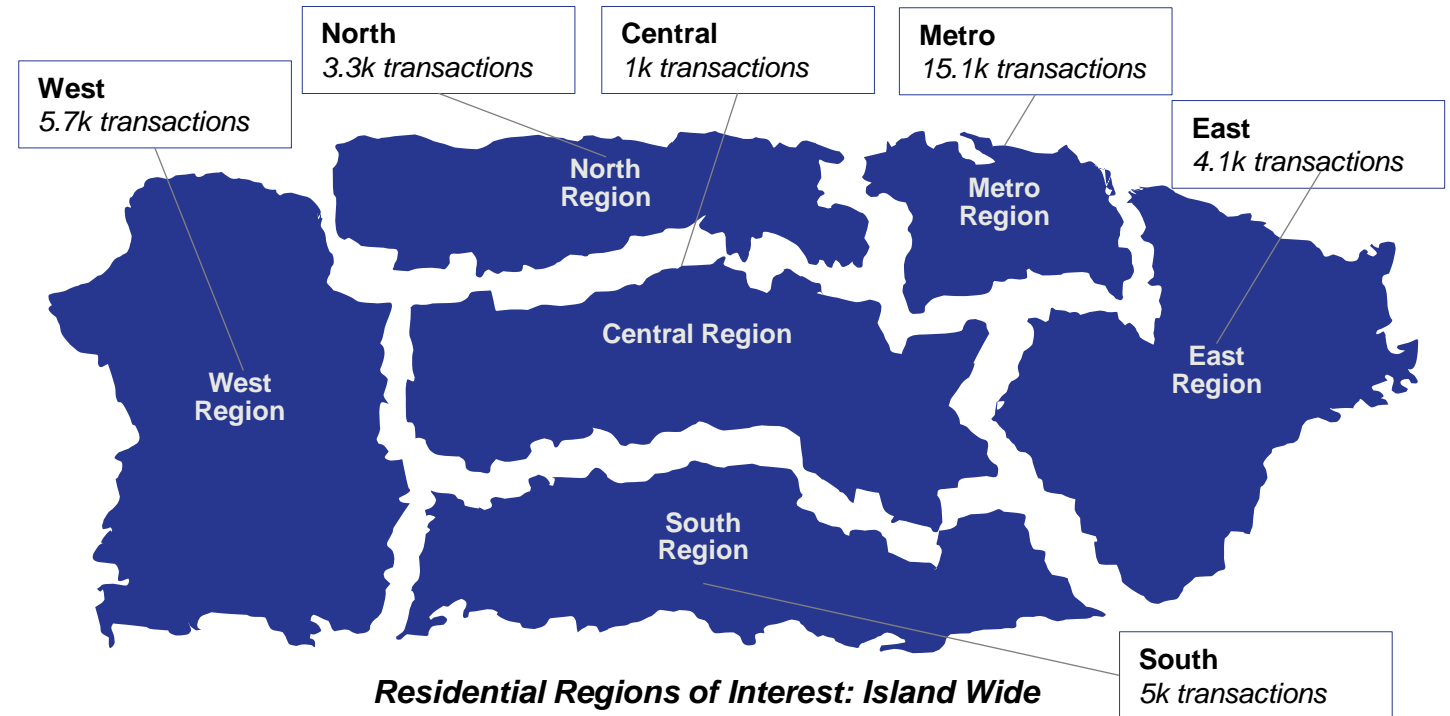 North
3.3k transactions
Central
1k transactions
Metro
15.1k transactions
West
5.7k transactions
East
4.1k transactions
North
Region
Metro
Region
Central Region
West
Region
East
Region
South
Region
South
5k transactions
Residential Regions of Interest: Island Wide